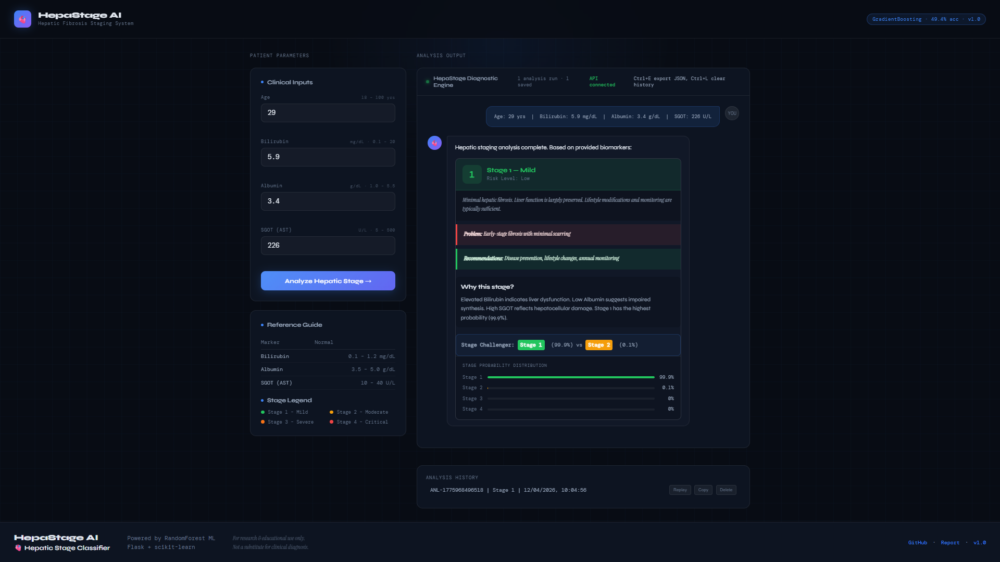 HepaStage AI
Hepatic Fibrosis Staging System
GradientBoosting · 49.4% acc · v1.0
PATIENT PARAMETERS
Clinical Inputs
Age
18 – 100 yrs
29
Bilirubin
mg/dL · 0.1 – 20
5.9
Albumin
g/dL · 1.0 – 5.5
3.4
SGOT (AST)
U/L · 5 – 500
226
Analyze Hepatic Stage →
Reference Guide
Marker Normal
Bilirubin 0.1 – 1.2 mg/dL
Albumin 3.5 – 5.0 g/dL
SGOT (AST) 10 – 40 U/L
Stage Legend
Stage 1 – Mild
Stage 2 – Moderate
Stage 3 – Severe
Stage 4 – Critical
ANALYSIS OUTPUT
HepaStage Diagnostic
Engine
1 analysis run · 1
saved
API
connected
Ctrl+E export JSON, Ctrl+L clear
history
Age: 29 yrs | Bilirubin: 5.9 mg/dL | Albumin: 3.4 g/dL | SGOT: 226 U/L
YOU
Hepatic staging analysis complete. Based on provided biomarkers:
1
Stage 1 — Mild
Risk Level: Low
Minimal hepatic fibrosis. Liver function is largely preserved. Lifestyle modifications and monitoring are
typically sufficient.
Problem: Early-stage fibrosis with minimal scarring
Recommendations: Disease prevention, lifestyle changes, annual monitoring
Why this stage?
Elevated Bilirubin indicates liver dysfunction. Low Albumin suggests impaired
synthesis. High SGOT reflects hepatocellular damage. Stage 1 has the highest
probability (99.9%).
Stage Challenger: Stage 1 (99.9%) vs Stage 2 (0.1%)
STAGE PROBABILITY DISTRIBUTION
Stage 1 99.9%
Stage 2 0.1%
Stage 3 0%
Stage 4 0%
ANALYSIS HISTORY
ANL-1775968496518 | Stage 1 | 12/04/2026, 10:04:56
Replay
Copy
Delete
HepaStage AI
Hepatic Stage Classifier
Powered by RandomForest ML
Flask + scikit-learn
For research & educational use only.
Not a substitute for clinical diagnosis.
GitHub · Report · v1.0